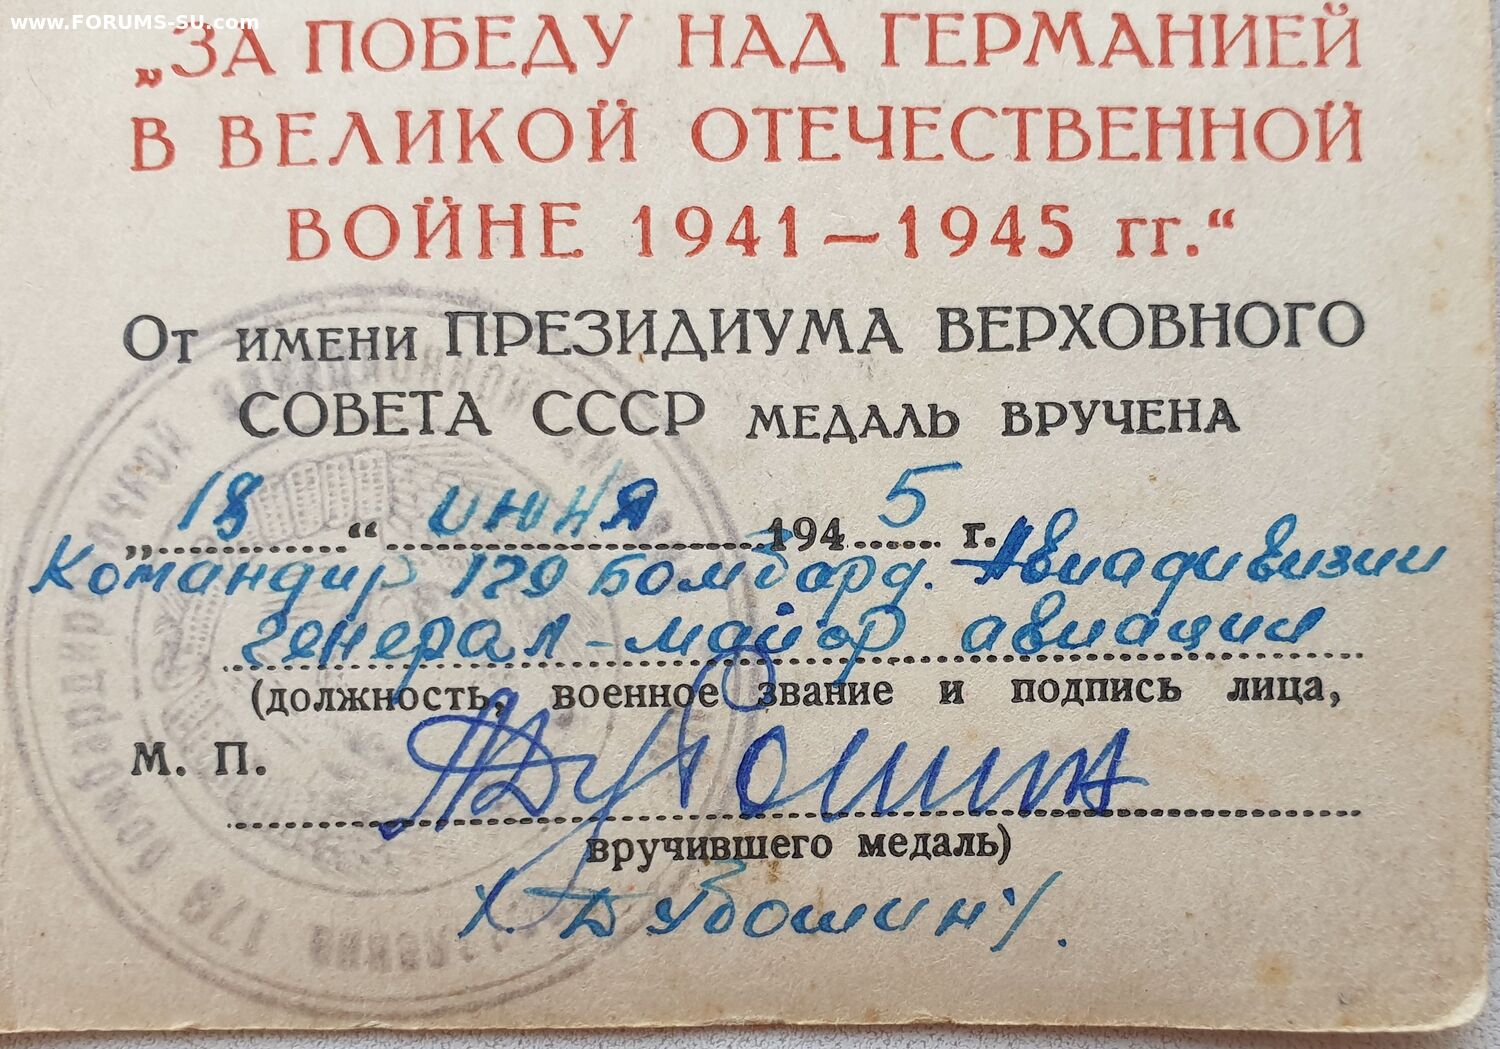 www.FORUMS-SU.com
„ЗА ПОБЕДУ НАД ГЕРМАНИЕЙ
В ВЕЛИКОЙ ОТЕЧЕСТВЕННОЙ
ВОЙНЕ 1941—1945 гг.“
От имени ПРЕЗИДИУМА ВЕРХОВНОГО
СОВЕТА СССР МЕДАЛЬ ВРУЧЕНА
„18“ июня 1945 г.
Командир 179 Бомбард. Авиадивизии
генерал-майор авиации
(должность, военное звание и подпись лица,
М. П.
вручившего медаль)
Дубошин